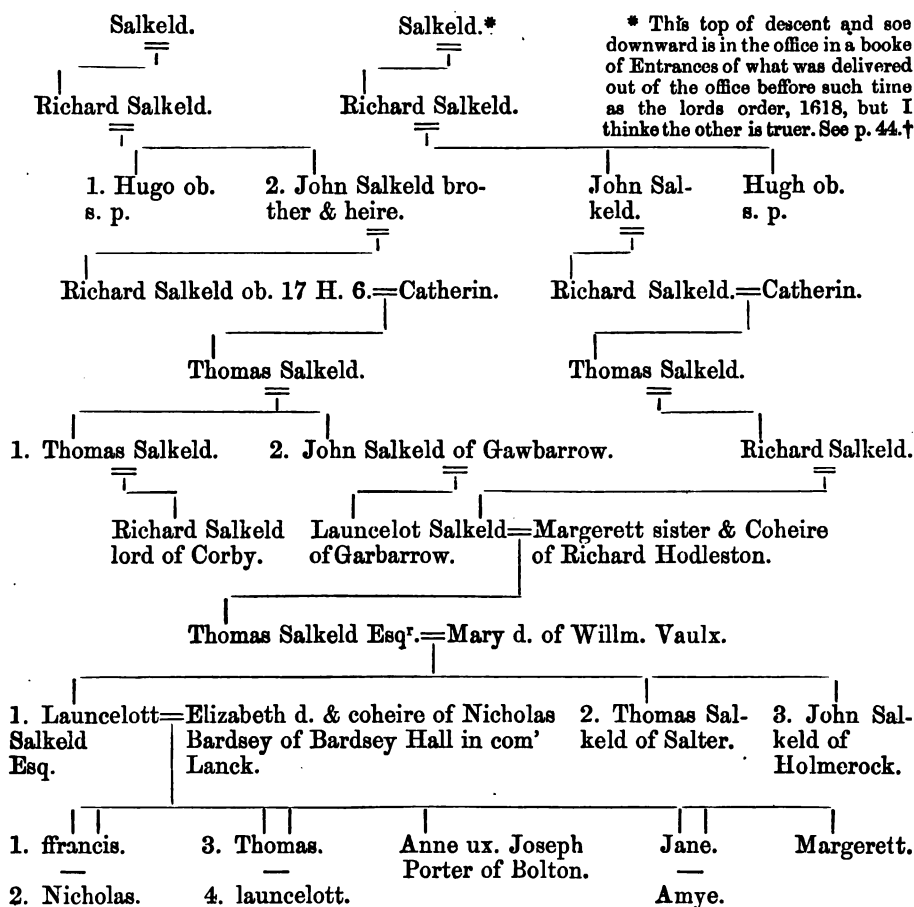 Salkeld.
Salkeld.*
* This top of descent and soe
downward is in the office in a booke
of Entrances of what was delivered
out of the office beffore such time
as the lords order, 1618, but I
thinke the other is truer. See p. 44.†
Richard Salkeld.
Richard Salkeld.
1. Hugo ob.
s. p.
2. John Salkeld bro-
ther & heire.
John Sal-
keld.
Hugh ob.
s. p.
Richard Salkeld ob. 17 H. 6.=Catherin.
Richard Salkeld.=Catherin.
Thomas Salkeld.
Thomas Salkeld.
1. Thomas Salkeld.
2. John Salkeld of Gawbarrow.
Richard Salkeld.
Richard Salkeld
lord of Corby.
Launcelot Salkeld=
of Garbarrow.
Margerett sister & Coheire
of Richard Hodleston.
Thomas Salkeld Esqr.=Mary d. of Willm. Vaulx.
1. Launcelott=
Salkeld
Esq.
Elizabeth d. & coheire of Nicholas
Bardsey of Bardsey Hall in com'
Lanck.
2. Thomas Sal-
keld of Salter.
3. John Sal-
keld of
Holmerock.
1. ffrancis.
2. Nicholas.
3. Thomas.
4. launcelott.
Anne ux. Joseph
Porter of Bolton.
Jane.
Amye.
Margerett.